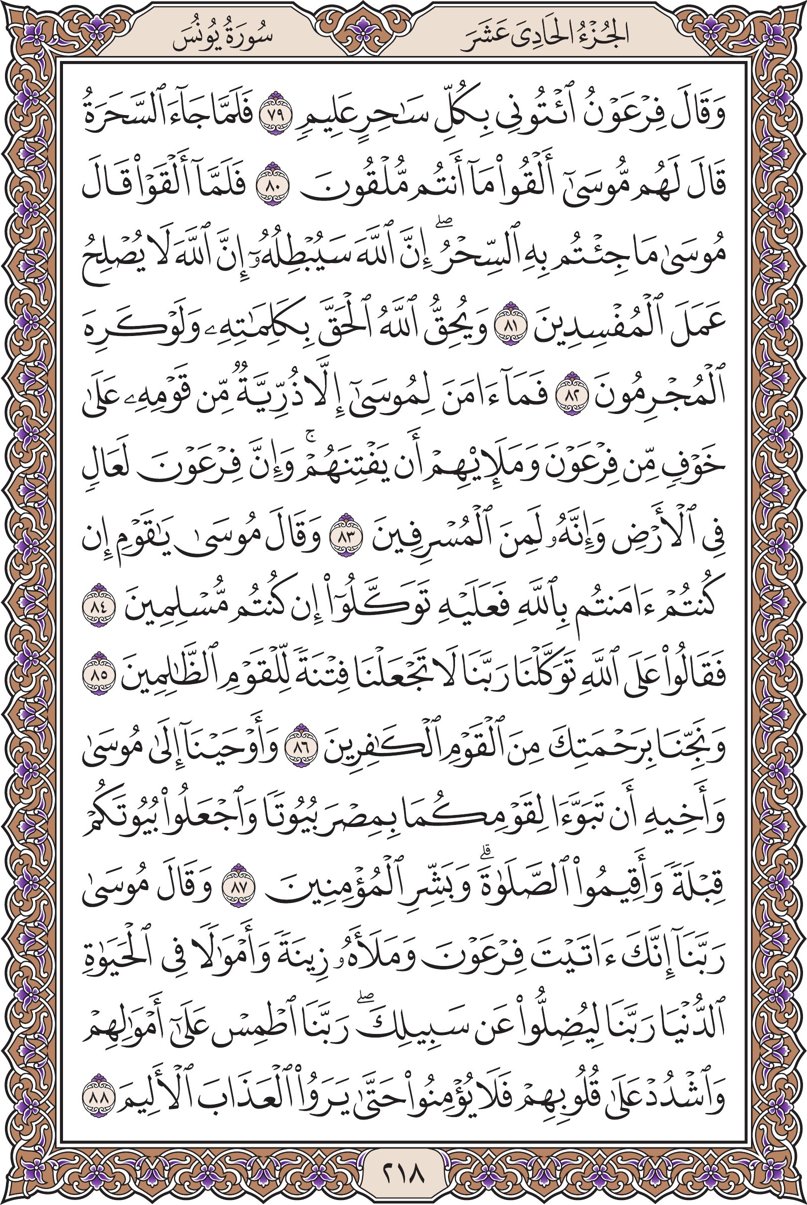 الجُزْءُ الحَادِي عَشَرَ
سُورَةُ يُونُسَ
وَقَالَ فِرْعَوْنُ ٱئْتُونِي بِكُلِّ سَٰحِرٍ عَلِيمٖ ٧٩ فَلَمَّا جَآءَ ٱلسَّحَرَةُ
قَالَ لَهُم مُّوسَىٰٓ أَلْقُواْ مَآ أَنتُم مُّلْقُونَ ٨٠ فَلَمَّآ أَلْقَوْاْ قَالَ
مُوسَىٰ مَا جِئْتُم بِهِ ٱلسِّحْرُۖ إِنَّ ٱللَّهَ سَيُبْطِلُهُۥٓ إِنَّ ٱللَّهَ لَا يُصْلِحُ
عَمَلَ ٱلْمُفْسِدِينَ ٨١ وَيُحِقُّ ٱللَّهُ ٱلْحَقَّ بِكَلِمَٰتِهِۦ وَلَوْ كَرِهَ
ٱلْمُجْرِمُونَ ٨٢ فَمَآ ءَامَنَ لِمُوسَىٰٓ إِلَّا ذُرِّيَّةٞ مِّن قَوْمِهِۦ عَلَىٰ
خَوْفٖ مِّن فِرْعَوْنَ وَمَلَإِيْهِمْ أَن يَفْتِنَهُمْۚ وَإِنَّ فِرْعَوْنَ لَعَالٖ
فِي ٱلْأَرْضِ وَإِنَّهُۥ لَمِنَ ٱلْمُسْرِفِينَ ٨٣ وَقَالَ مُوسَىٰ يَٰقَوْمِ إِن
كُنتُمْ ءَامَنتُم بِٱللَّهِ فَعَلَيْهِ تَوَكَّلُوٓاْ إِن كُنتُم مُّسْلِمِينَ ٨٤
فَقَالُواْ عَلَى ٱللَّهِ تَوَكَّلْنَا رَبَّنَا لَا تَجْعَلْنَا فِتْنَةٗ لِّلْقَوْمِ ٱلظَّٰلِمِينَ ٨٥
وَنَجِّنَا بِرَحْمَتِكَ مِنَ ٱلْقَوْمِ ٱلْكَٰفِرِينَ ٨٦ وَأَوْحَيْنَآ إِلَىٰ مُوسَىٰ
وَأَخِيهِ أَن تَبَوَّءَا لِقَوْمِكُمَا بِمِصْرَ بُيُوتٗا وَٱجْعَلُواْ بُيُوتَكُمْ
قِبْلَةٗ وَأَقِيمُواْ ٱلصَّلَوٰةَۗ وَبَشِّرِ ٱلْمُؤْمِنِينَ ٨٧ وَقَالَ مُوسَىٰ
رَبَّنَآ إِنَّكَ ءَاتَيْتَ فِرْعَوْنَ وَمَلَأَهُۥ زِينَةٗ وَأَمْوَٰلٗا فِي ٱلْحَيَوٰةِ
ٱلدُّنْيَا رَبَّنَا لِيُضِلُّواْ عَن سَبِيلِكَۖ رَبَّنَا ٱطْمِسْ عَلَىٰٓ أَمْوَٰلِهِمْ
وَٱشْدُدْ عَلَىٰ قُلُوبِهِمْ فَلَا يُؤْمِنُواْ حَتَّىٰ يَرَوُاْ ٱلْعَذَابَ ٱلْأَلِيمَ ٨٨
٢١٨